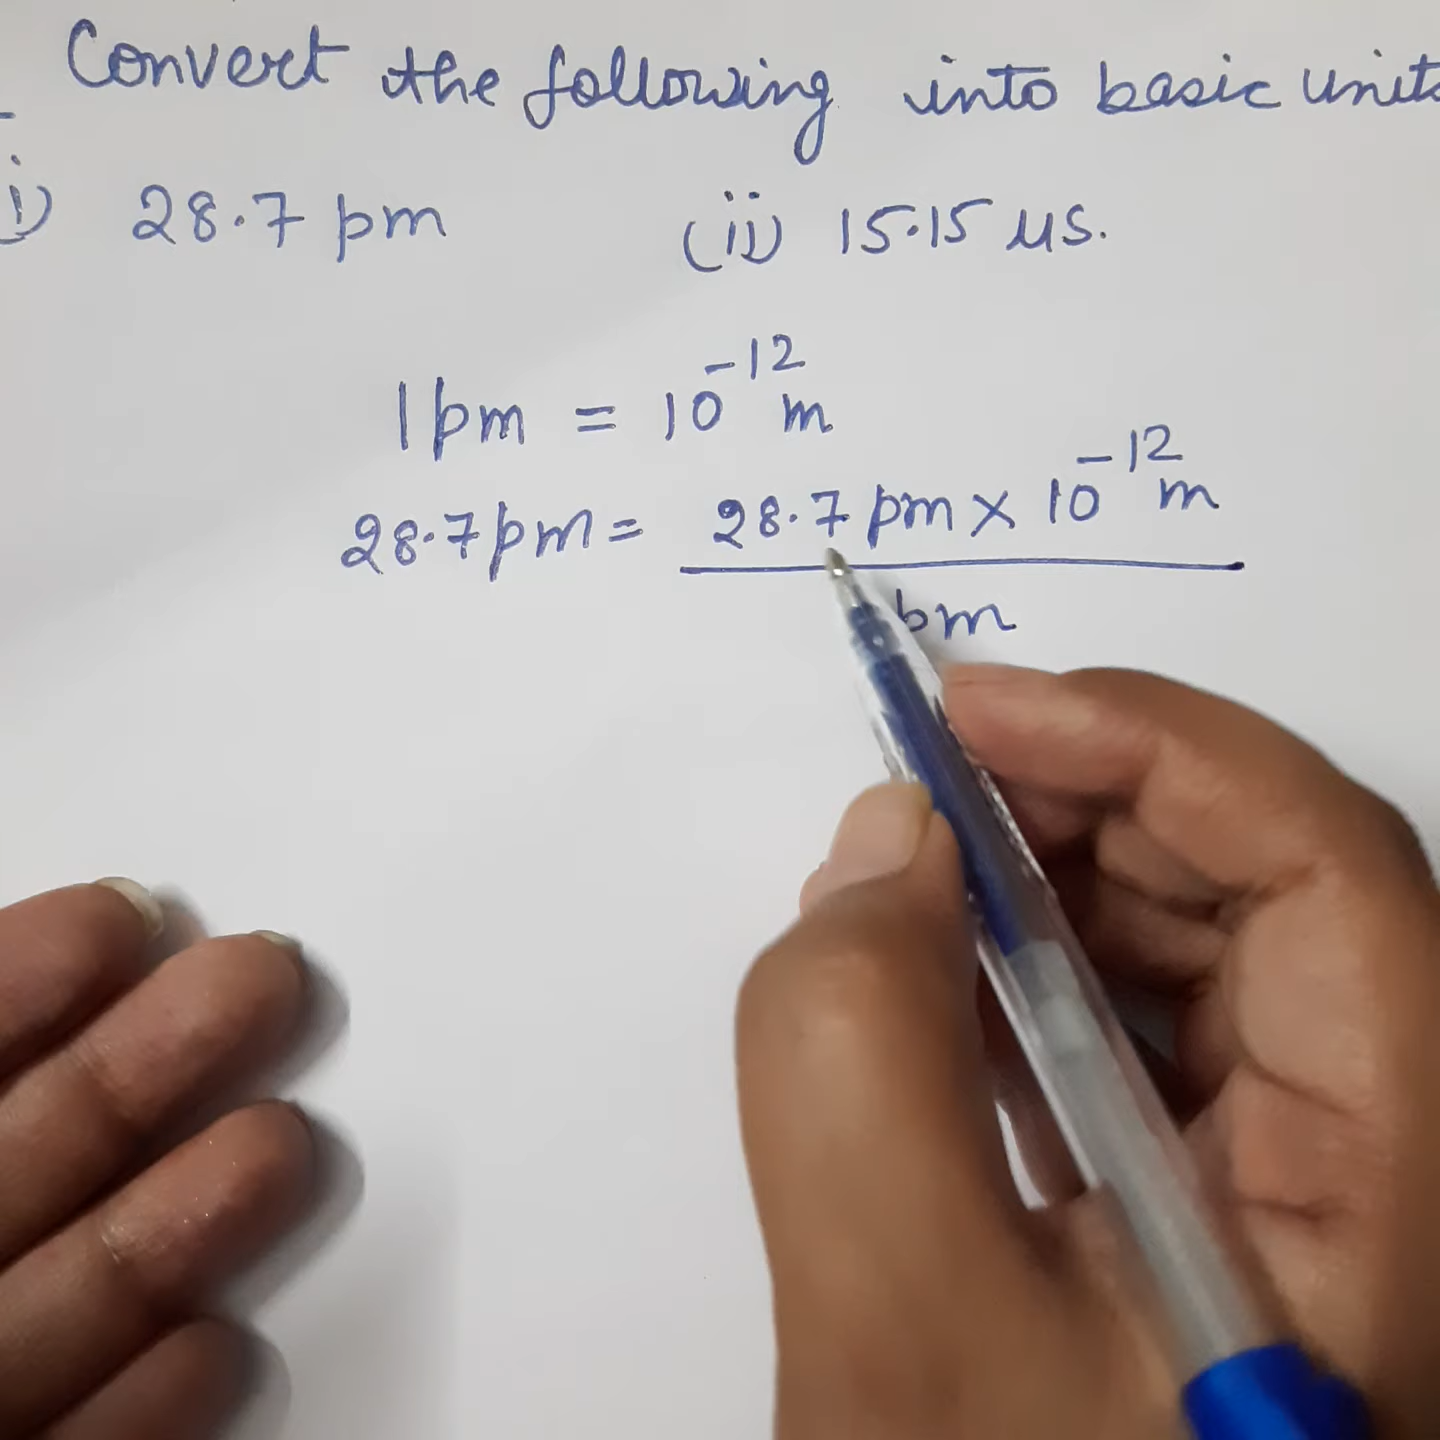 Convert the following into basic units
i) 28.7 pm (ii) 15.15 μs.
1 pm = 10⁻¹² m
28.7 pm = 28.7 pm × 10⁻¹² m
pm